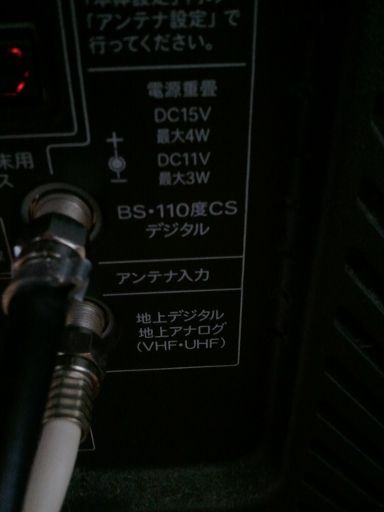 「アンテナ設定」で
行ってください。
電源重畳
DC15V
最大4W
DC11V
最大3W
BS・110度CS
デジタル
アンテナ入力
地上デジタル
地上アナログ
(VHF・UHF)